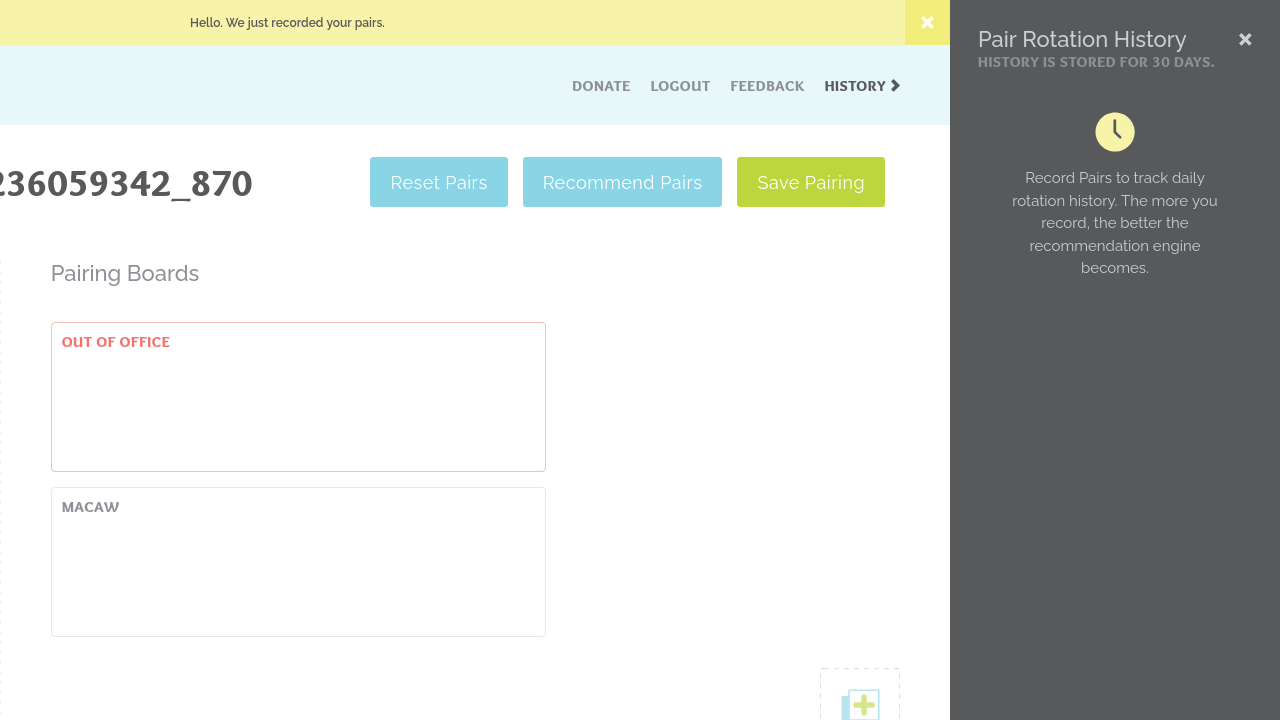 Hello. We just recorded your pairs.
DONATE LOGOUT FEEDBACK HISTORY
236059342_870
Reset Pairs Recommend Pairs Save Pairing
Pairing Boards
OUT OF OFFICE
MACAW
Pair Rotation History
HISTORY IS STORED FOR 30 DAYS.
Record Pairs to track daily
rotation history. The more you
record, the better the
recommendation engine
becomes.